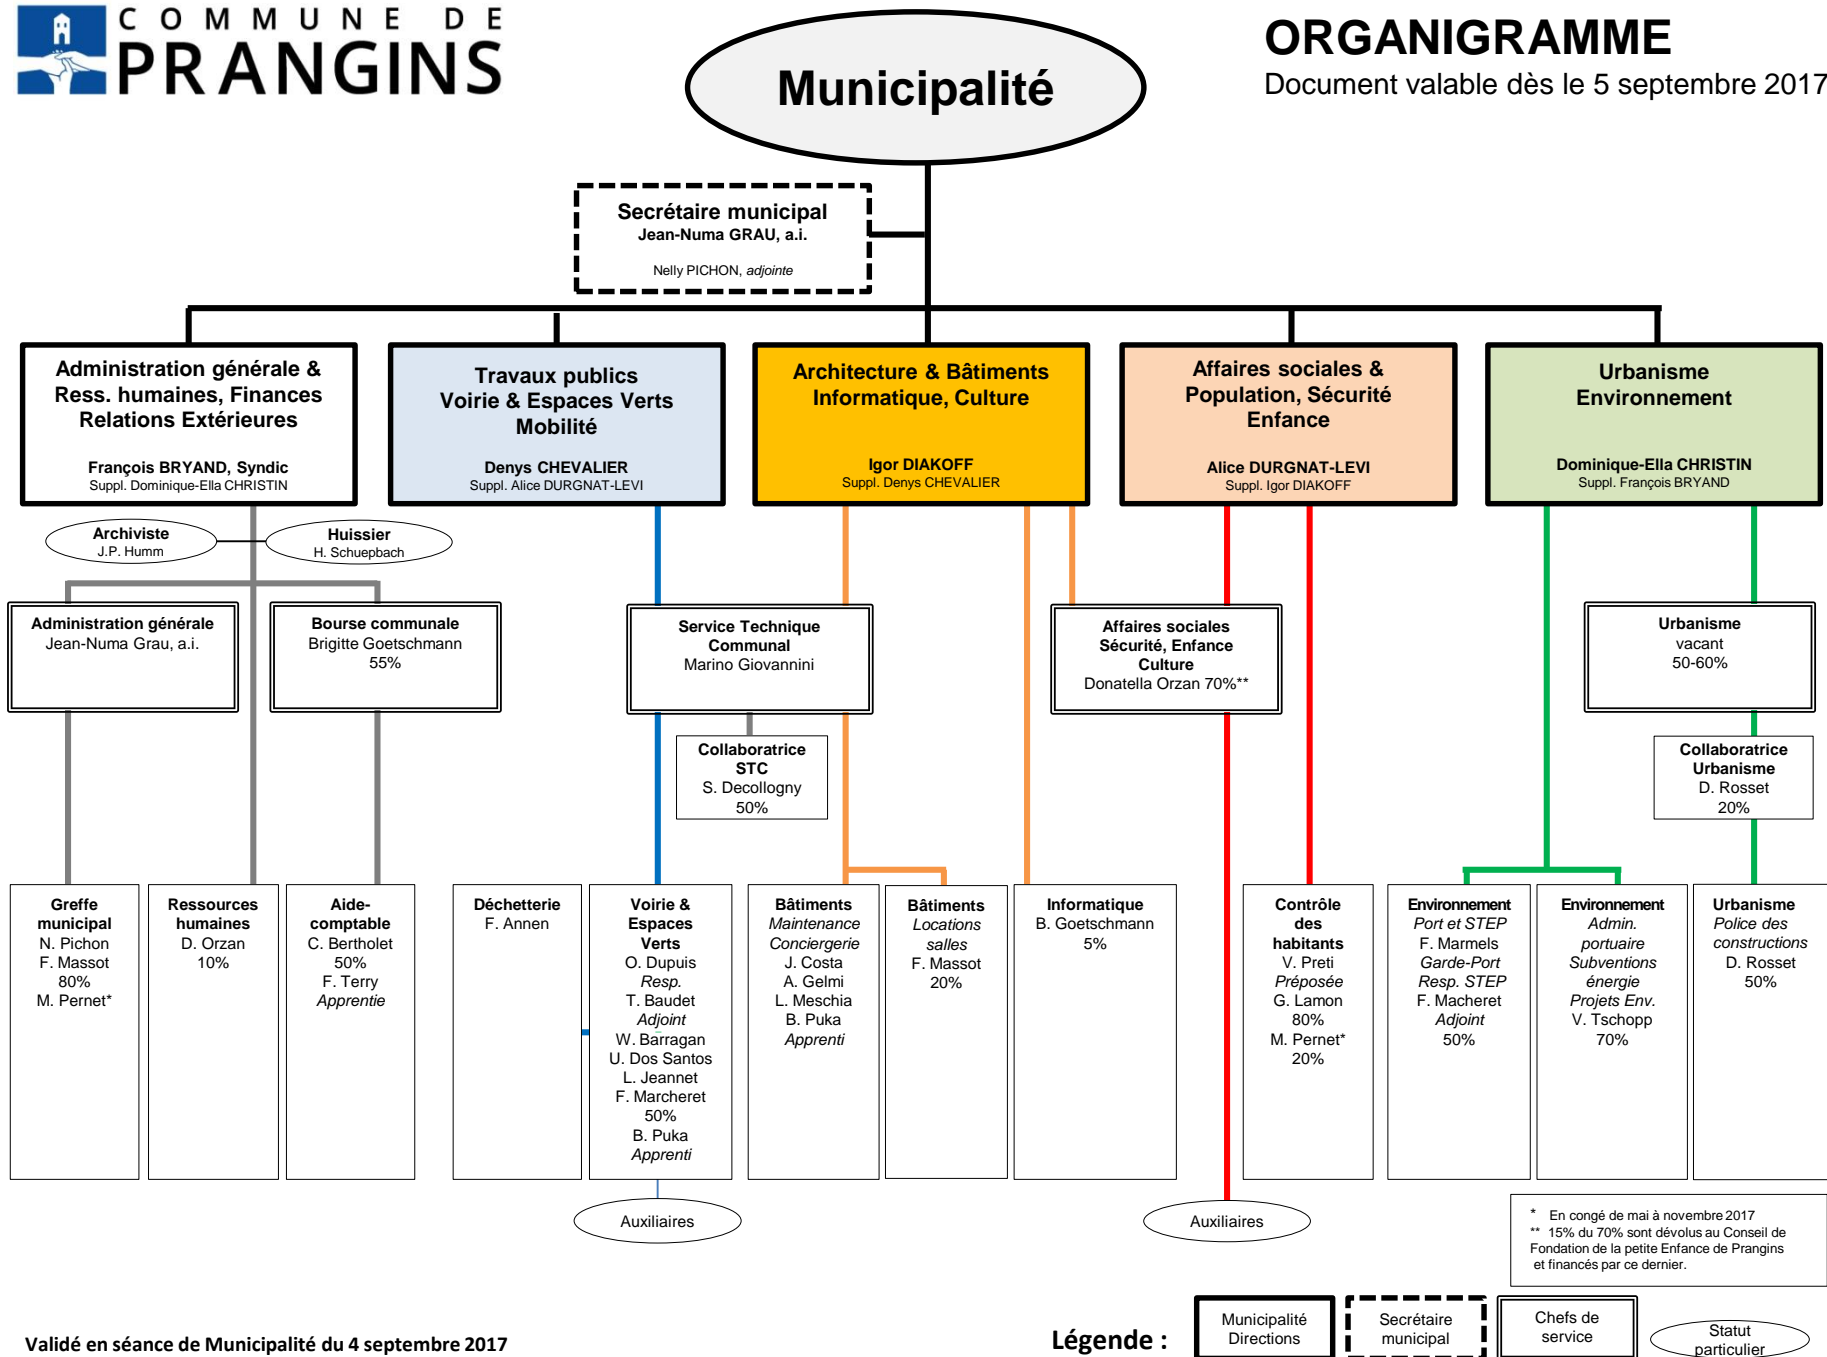 COMMUNE DE
PRANGINS
Municipalité
ORGANIGRAMME
Document valable dès le 5 septembre 2017
Secrétaire municipal
Jean-Numa GRAU, a.i.
Nelly PICHON, adjointe
Administration générale &
Ress. humaines, Finances
Relations Extérieures
François BRYAND, Syndic
Suppl. Dominique-Ella CHRISTIN
Travaux publics
Voirie & Espaces Verts
Mobilité
Denys CHEVALIER
Suppl. Alice DURGNAT-LEVI
Architecture & Bâtiments
Informatique, Culture
Igor DIAKOFF
Suppl. Denys CHEVALIER
Affaires sociales &
Population, Sécurité
Enfance
Alice DURGNAT-LEVI
Suppl. Igor DIAKOFF
Urbanisme
Environnement
Dominique-Ella CHRISTIN
Suppl. François BRYAND
Archiviste
J.P. Humm
Huissier
H. Schuepbach
Administration générale
Jean-Numa Grau, a.i.
Bourse communale
Brigitte Goetschmann
55%
Service Technique
Communal
Marino Giovannini
Affaires sociales
Sécurité, Enfance
Culture
Donatella Orzan 70%**
Urbanisme
vacant
50-60%
Collaboratrice
STC
S. Decollogny
50%
Collaboratrice
Urbanisme
D. Rosset
20%
Greffe
municipal
N. Pichon
F. Massot
80%
M. Pernet*
Ressources
humaines
D. Orzan
10%
Aide-
comptable
C. Bertholet
50%
F. Terry
Apprentie
Déchetterie
F. Annen
Voirie &
Espaces
Verts
O. Dupuis
Resp.
T. Baudet
Adjoint
W. Barragan
U. Dos Santos
L. Jeannet
F. Marcheret
50%
B. Puka
Apprenti
Bâtiments
Maintenance
Conciergerie
J. Costa
A. Gelmi
L. Meschia
B. Puka
Apprenti
Bâtiments
Locations
salles
F. Massot
20%
Informatique
B. Goetschmann
5%
Contrôle
des
habitants
V. Preti
Préposée
G. Lamon
80%
M. Pernet*
20%
Environnement
Port et STEP
F. Marmels
Garde-Port
Resp. STEP
F. Macheret
Adjoint
50%
Environnement
Admin.
portuaire
Subventions
énergie
Projets Env.
V. Tschopp
70%
Urbanisme
Police des
constructions
D. Rosset
50%
Auxiliaires
Auxiliaires
* En congé de mai à novembre 2017
** 15% du 70% sont dévolus au Conseil de
Fondation de la petite Enfance de Prangins
et financés par ce dernier.
Validé en séance de Municipalité du 4 septembre 2017
Légende :
Municipalité
Directions
Secrétaire
municipal
Chefs de
service
Statut
particulier